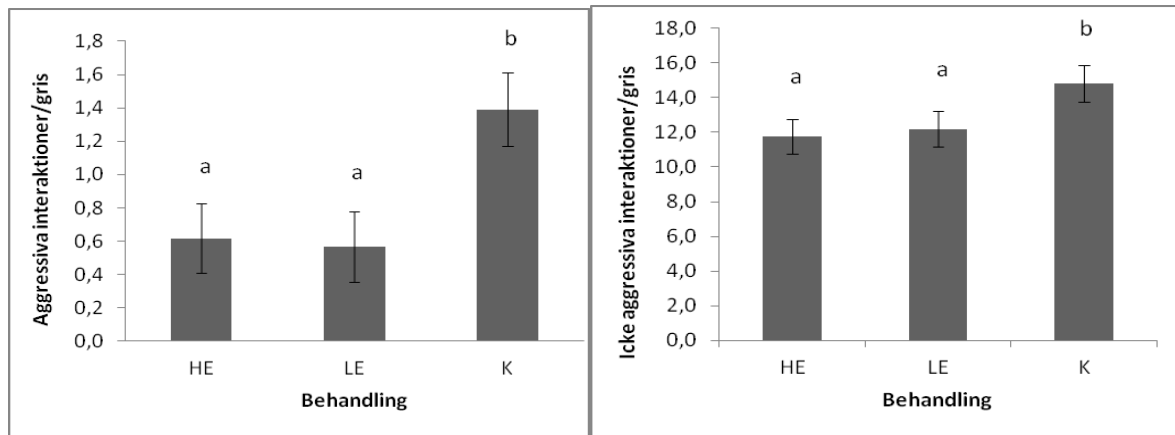 Aggressiva interaktioner/gris
1,8
1,6
1,4
1,2
1,0
0,8
0,6
0,4
0,2
0,0
a
a
b
HE
LE
K
Behandling
Icke aggressiva interaktioner/gris
18,0
16,0
14,0
12,0
10,0
8,0
6,0
4,0
2,0
0,0
a
a
b
HE
LE
K
Behandling